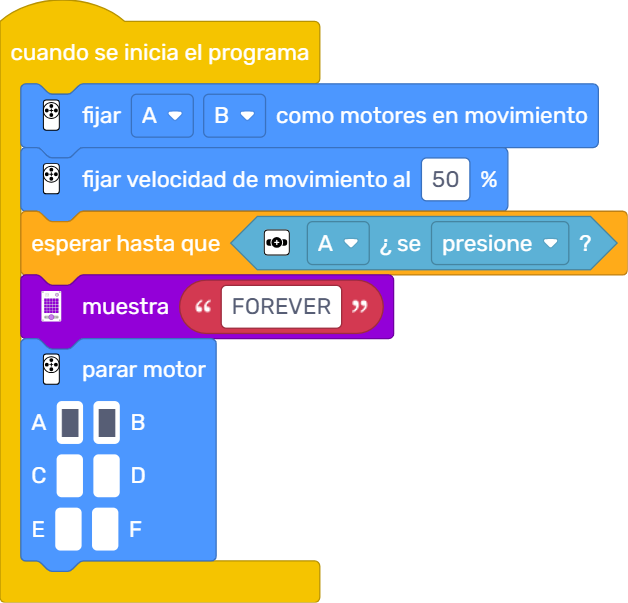 cuando se inicia el programa
fijar A B como motores en movimiento
fijar velocidad de movimiento al 50 %
esperar hasta que A ¿ se presione ?
muestra “ FOREVER ”
parar motor
A B
C D
E F